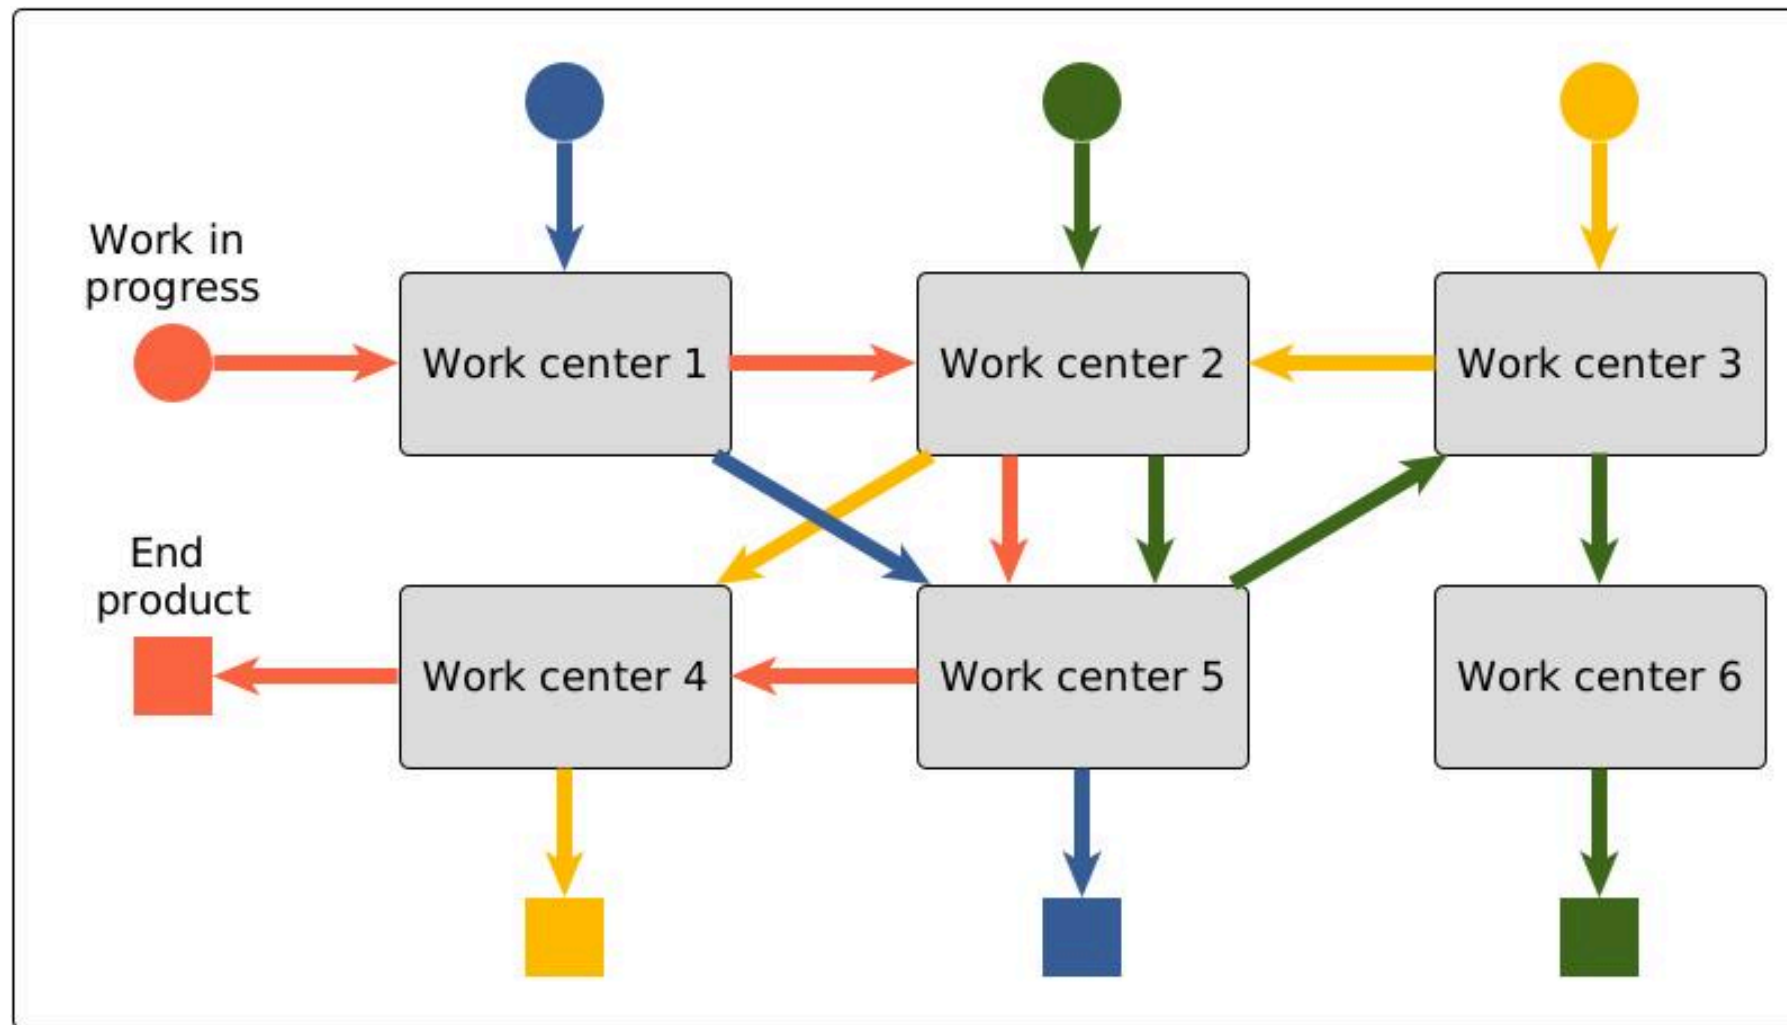 Work in
progress
Work center 1
Work center 2
Work center 3
End
product
Work center 4
Work center 5
Work center 6